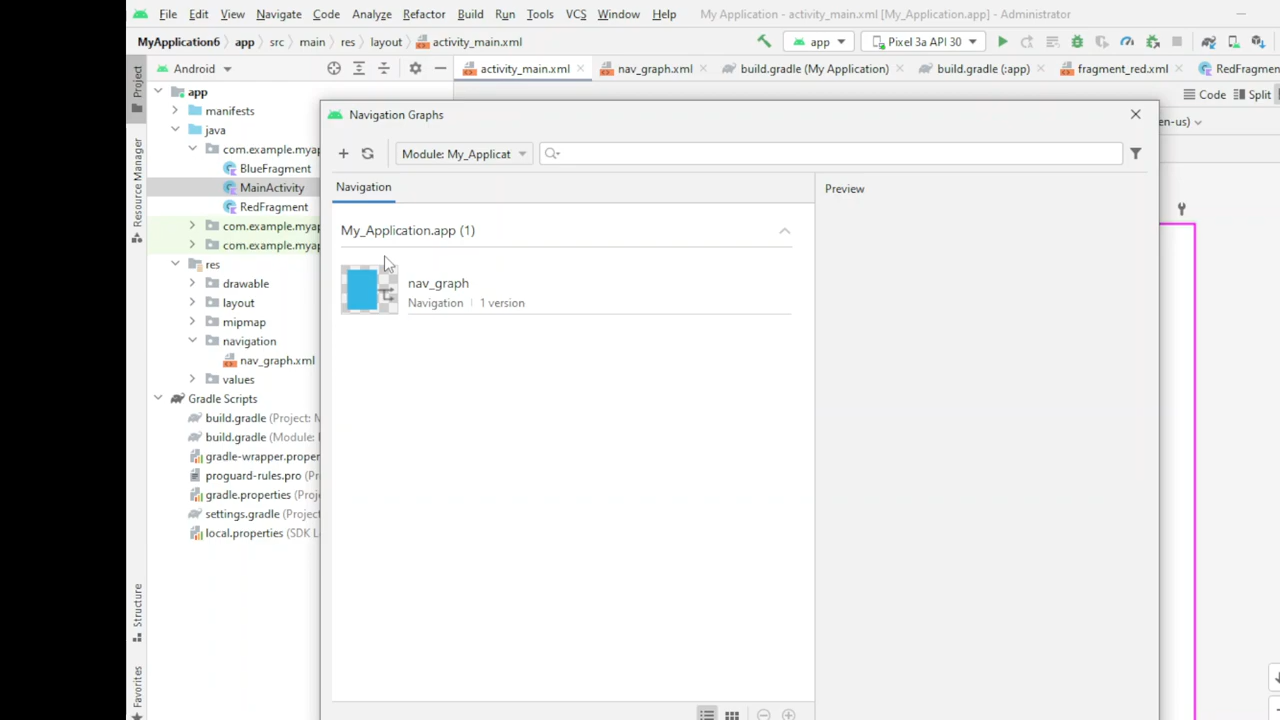 File Edit View Navigate Code Analyze Refactor Build Run Tools VCS Window Help My Application - activity_main.xml [My_Application.app] - Administrator
MyApplication6 app src main res layout activity_main.xml app Pixel 3a API 30
Project
Android activity_main.xml nav_graph.xml build.gradle (My Application) build.gradle (:app) fragment_red.xml RedFragmen
app Code Split
manifests Navigation Graphs en-us)
java
com.example.myap Module: My_Applicat
BlueFragment
MainActivity Navigation Preview
RedFragment
Resource Manager
com.example.myap My_Application.app (1)
com.example.myap
res
drawable nav_graph
layout Navigation 1 version
mipmap
navigation
nav_graph.xml
values
Gradle Scripts
build.gradle (Project: M
build.gradle (Module:
gradle-wrapper.proper
proguard-rules.pro (Pr
gradle.properties (Proj
settings.gradle (Project
local.properties (SDK L
Structure
Favorites